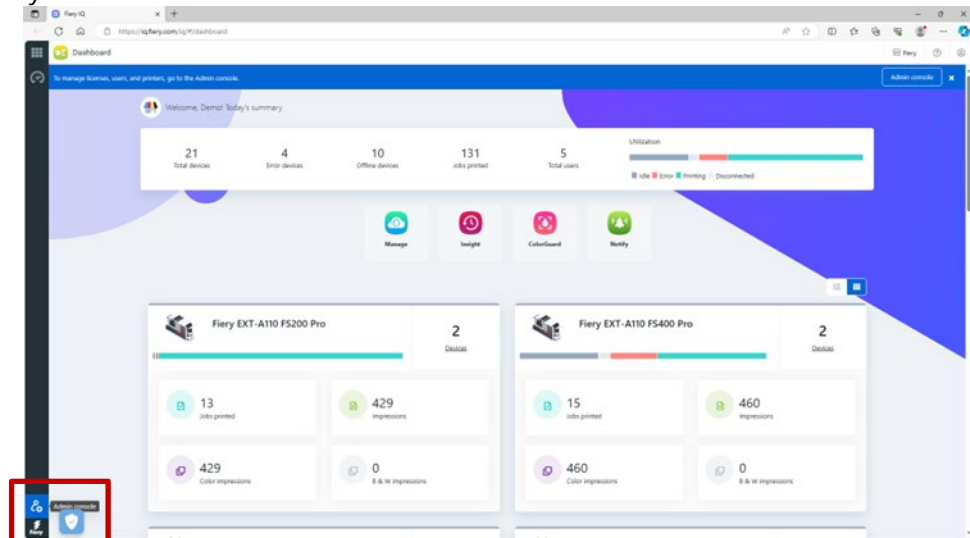 Fiery IQ
https://iq.fiery.com/iq/#/dashboard
Dashboard
Fiery
To manage licenses, users, and printers, go to the Admin console.
Admin console
Welcome, Demo! Today's summary
21
Total devices
4
Error devices
10
Offline devices
131
Jobs printed
5
Total users
Utilization
Idle Error Printing Disconnected
Manage
Insight
ColorGuard
Notify
Fiery EXT-A110 FS200 Pro
2
Devices
13
Jobs printed
429
Impressions
429
Color impressions
0
B & W impressions
Fiery EXT-A110 FS400 Pro
2
Devices
15
Jobs printed
460
Impressions
460
Color impressions
0
B & W impressions
Admin console
Fiery